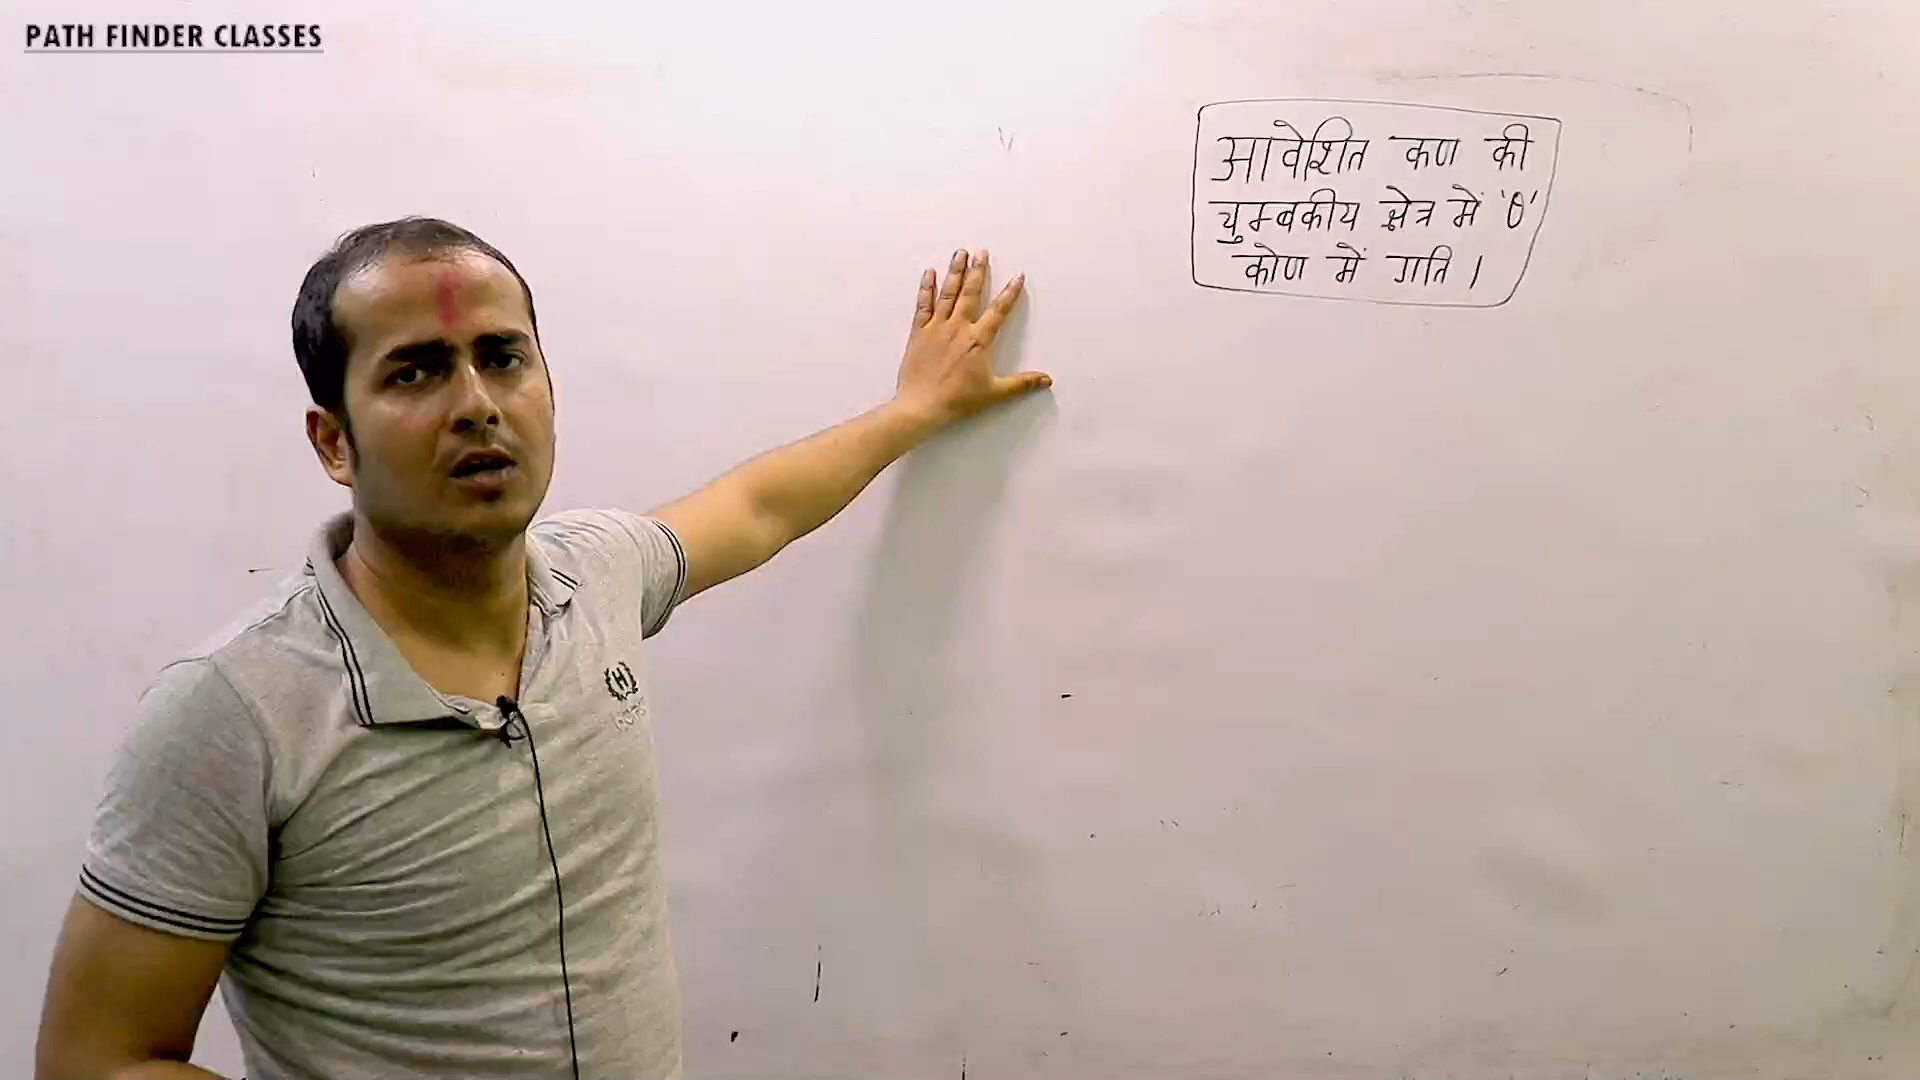 PATH FINDER CLASSES
आवेशित कण की
चुम्बकीय क्षेत्र में 'θ'
कोण में गति ।
H